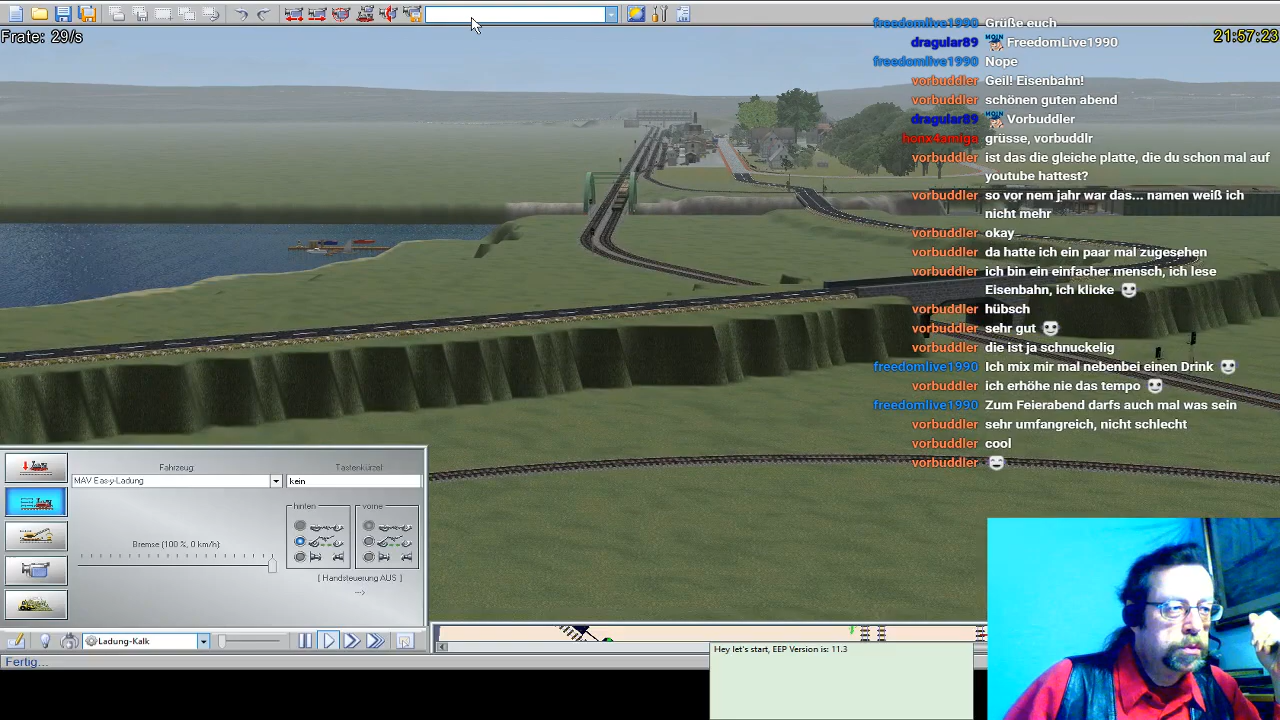 Frate: 29/s
21:57:23
freedomlive1990 Grüße euch
dragular89 FreedomLive1990
freedomlive1990 Nope
vorbuddler Geil! Eisenbahn!
vorbuddler schönen guten abend
dragular89 Vorbuddler
honx4amiga grüsse, vorbuddlr
vorbuddler ist das die gleiche platte, die du schon mal auf
youtube hattest?
vorbuddler so vor nem jahr war das... namen weiß ich
nicht mehr
vorbuddler okay
vorbuddler da hatte ich ein paar mal zugesehen
vorbuddler ich bin ein einfacher mensch, ich lese
Eisenbahn, ich klicke
vorbuddler hübsch
vorbuddler sehr gut
vorbuddler die ist ja schnuckelig
freedomlive1990 Ich mix mir mal nebenbei einen Drink
vorbuddler ich erhöhe nie das tempo
freedomlive1990 Zum Feierabend darfs auch mal was sein
vorbuddler sehr umfangreich, nicht schlecht
vorbuddler cool
vorbuddler
Fahrzeug:
Tastenkürzel:
MAV Eas-y-Ladung
kein
hinten
vorne
Bremse (100 %, 0 km/h)
[ Handsteuerung AUS ]
-->
Ladung-Kalk
Fertig...
Hey let's start, EEP Version is: 11.3